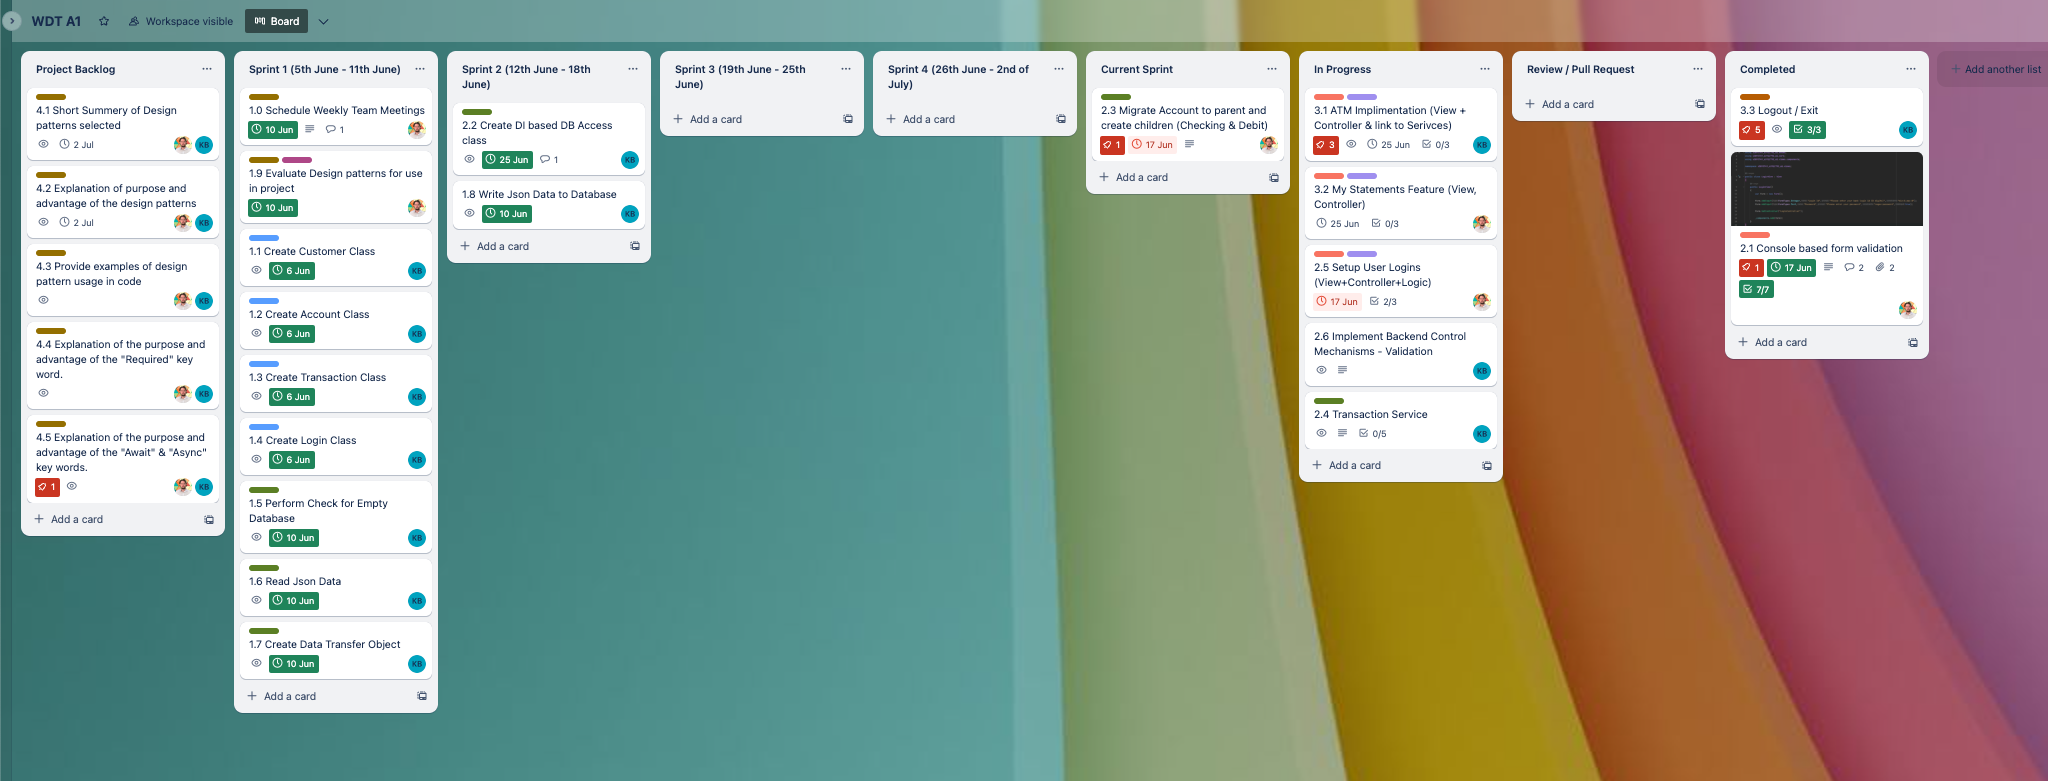 WDT A1
Workspace visible
Board
Project Backlog
4.1 Short Summery of Design
patterns selected
2 Jul
KB
4.2 Explanation of purpose and
advantage of the design patterns
2 Jul
KB
4.3 Provide examples of design
pattern usage in code
KB
4.4 Explanation of the purpose and
advantage of the "Required" key
word.
KB
4.5 Explanation of the purpose and
advantage of the "Await" & "Async"
key words.
1
KB
Add a card
Sprint 1 (5th June - 11th June)
1.0 Schedule Weekly Team Meetings
10 Jun
1
1.9 Evaluate Design patterns for use
in project
10 Jun
1.1 Create Customer Class
6 Jun
KB
1.2 Create Account Class
6 Jun
KB
1.3 Create Transaction Class
6 Jun
KB
1.4 Create Login Class
6 Jun
KB
1.5 Perform Check for Empty
Database
10 Jun
KB
1.6 Read Json Data
10 Jun
KB
1.7 Create Data Transfer Object
10 Jun
KB
Add a card
Sprint 2 (12th June - 18th
June)
2.2 Create DI based DB Access
class
25 Jun
1
KB
1.8 Write Json Data to Database
10 Jun
KB
Add a card
Sprint 3 (19th June - 25th
June)
Add a card
Sprint 4 (26th June - 2nd of
July)
Add a card
Current Sprint
2.3 Migrate Account to parent and
create children (Checking & Debit)
1
17 Jun
Add a card
In Progress
3.1 ATM Implimentation (View +
Controller & link to Serivces)
3
25 Jun
0/3
KB
3.2 My Statements Feature (View,
Controller)
25 Jun
0/3
2.5 Setup User Logins
(View+Controller+Logic)
17 Jun
2/3
2.6 Implement Backend Control
Mechanisms - Validation
KB
2.4 Transaction Service
0/5
KB
Add a card
Review / Pull Request
Add a card
Completed
3.3 Logout / Exit
5
3/3
KB
2.1 Console based form validation
1
17 Jun
2
2
7/7
Add a card
Add another list